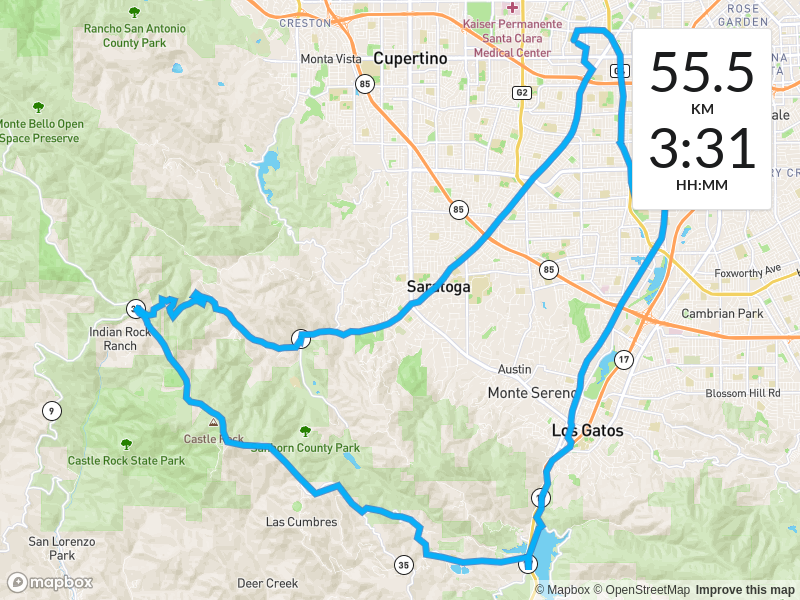 CRESTON
Rancho San Antonio
County Park
Kaiser Permanente
Santa Clara
Medical Center
ROSE
GARDEN
Monta Vista
Cupertino
85
G2
55.5
KM
3:31
HH:MM
Monte Bello Open
Space Preserve
85
85
Saratoga
Foxworthy Ave
Cambrian Park
Indian Rock
Ranch
17
Austin
Monte Sereno
Blossom Hill Rd
9
Los Gatos
Castle Rock
Sanborn County Park
Castle Rock State Park
Las Cumbres
San Lorenzo
Park
35
Deer Creek
mapbox
© Mapbox © OpenStreetMap Improve this map